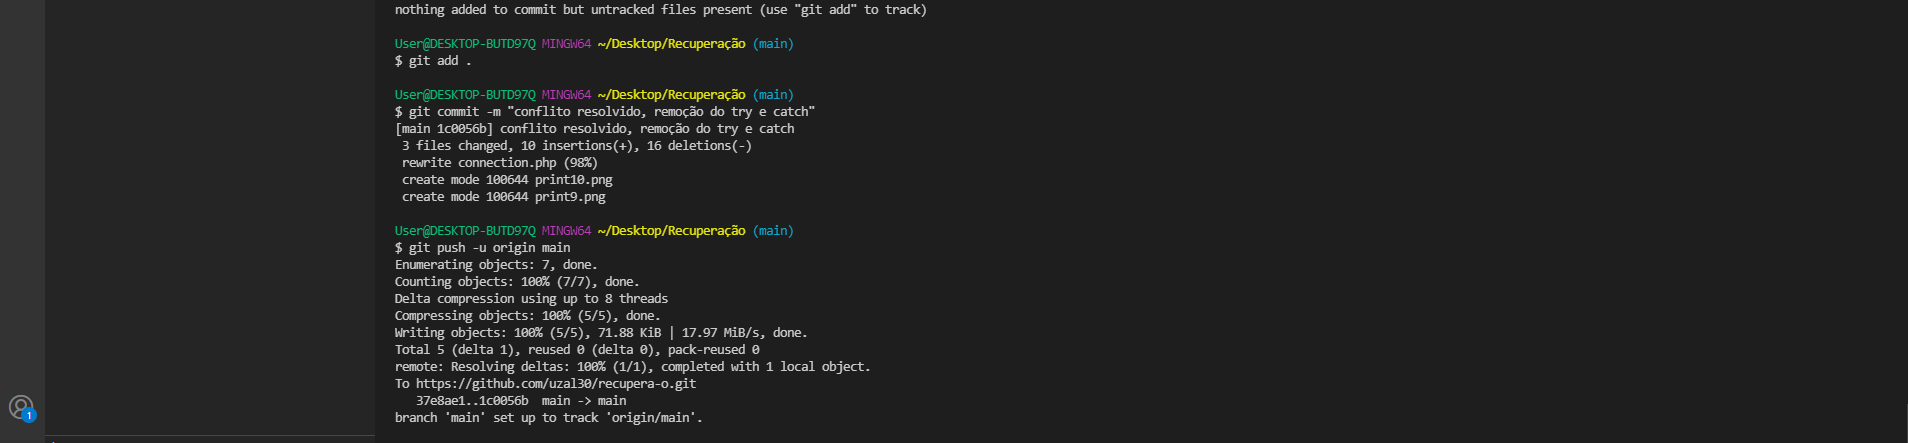 nothing added to commit but untracked files present (use "git add" to track)
User@DESKTOP-BUTD97Q MINGW64 ~/Desktop/Recuperação (main)
$ git add .
User@DESKTOP-BUTD97Q MINGW64 ~/Desktop/Recuperação (main)
$ git commit -m "conflito resolvido, remoção do try e catch"
[main 1c0056b] conflito resolvido, remoção do try e catch
3 files changed, 10 insertions(+), 16 deletions(-)
rewrite connection.php (98%)
create mode 100644 print10.png
create mode 100644 print9.png
User@DESKTOP-BUTD97Q MINGW64 ~/Desktop/Recuperação (main)
$ git push -u origin main
Enumerating objects: 7, done.
Counting objects: 100% (7/7), done.
Delta compression using up to 8 threads
Compressing objects: 100% (5/5), done.
Writing objects: 100% (5/5), 71.88 KiB | 17.97 MiB/s, done.
Total 5 (delta 1), reused 0 (delta 0), pack-reused 0
remote: Resolving deltas: 100% (1/1), completed with 1 local object.
To https://github.com/uzal30/recupera-o.git
37e8ae1..1c0056b  main -> main
branch 'main' set up to track 'origin/main'.
1